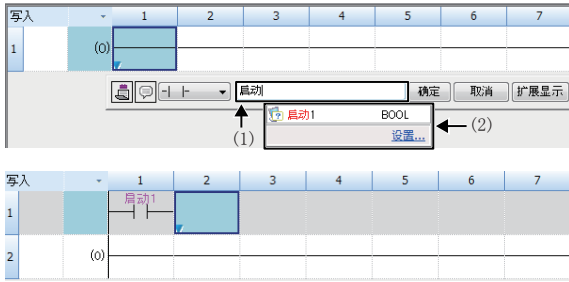 写入 1 2 3 4 5 6 7
1 (0)
启动 确定 取消 扩展显示
(1) 启动1 BOOL (2)
设置...
写入 1 2 3 4 5 6 7
1 启动1
2 (0)